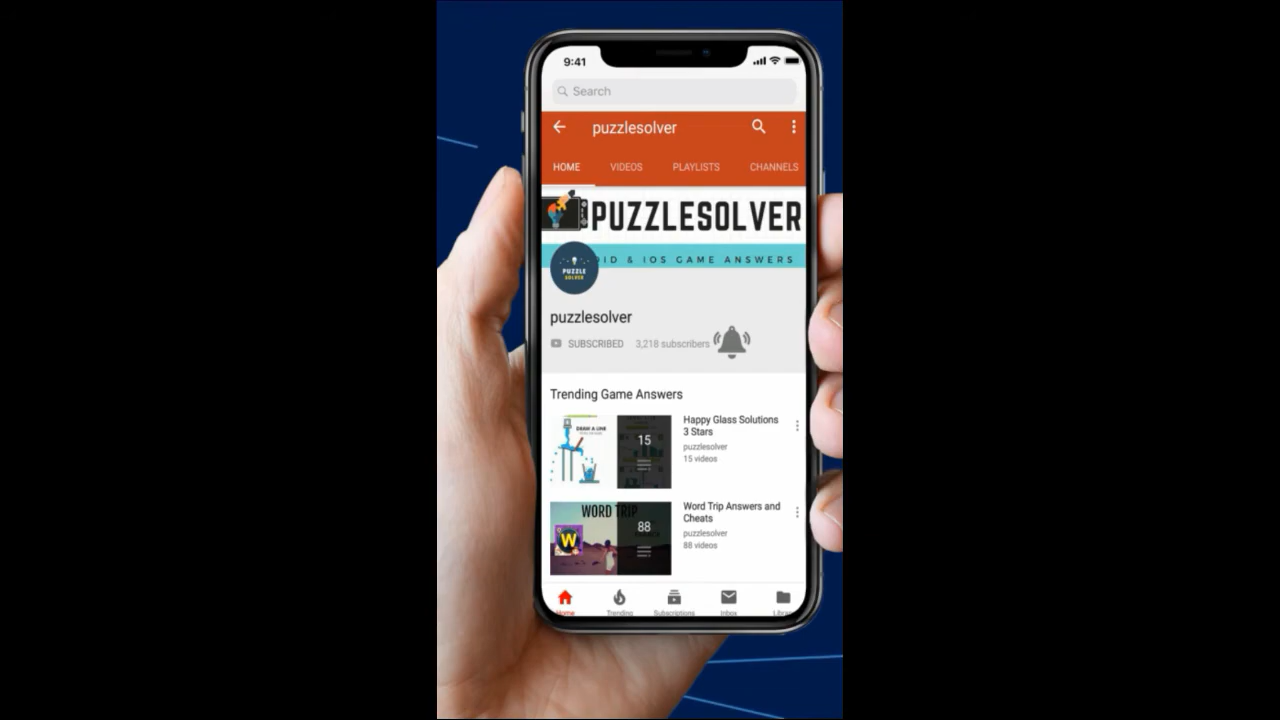 9:41
Search
puzzlesolver
HOME VIDEOS PLAYLISTS CHANNELS
PUZZLESOLVER
OID & IOS GAME ANSWERS
PUZZLE
SOLVER
puzzlesolver
SUBSCRIBED 3,218 subscribers
Trending Game Answers
DRAW A LINE
15
Happy Glass Solutions
3 Stars
puzzlesolver
15 videos
WORD TRIP
W
88
Word Trip Answers and
Cheats
puzzlesolver
88 videos
Home Trending Subscriptions Inbox Library